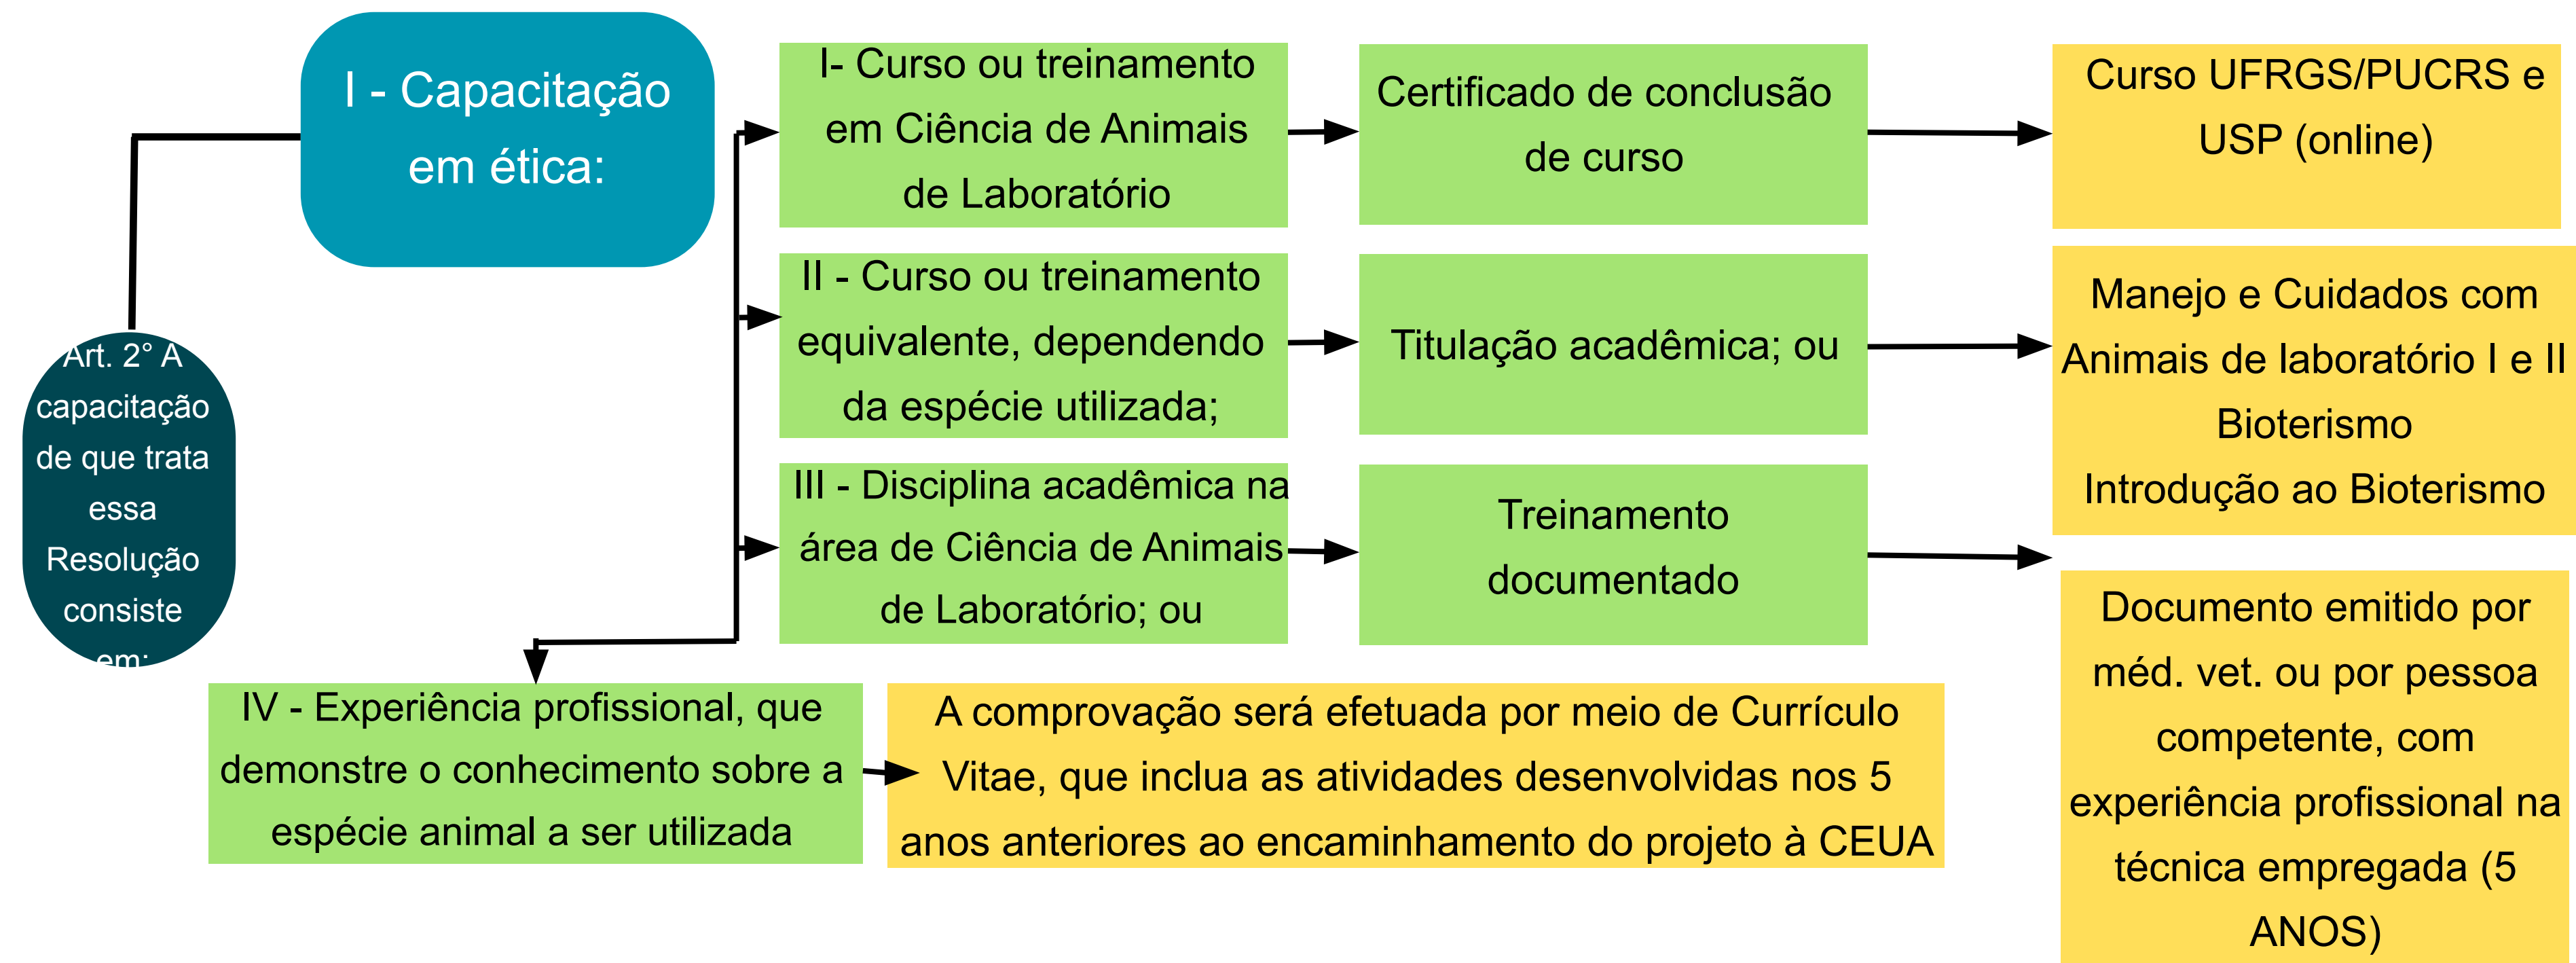 I - Capacitação
em ética:
Art. 2° A
capacitação
de que trata
essa
Resolução
consiste
em:
I- Curso ou treinamento
em Ciência de Animais
de Laboratório
Certificado de conclusão
de curso
Curso UFRGS/PUCRS e
USP (online)
II - Curso ou treinamento
equivalente, dependendo
da espécie utilizada;
Titulação acadêmica; ou
Manejo e Cuidados com
Animais de laboratório I e II
Bioterismo
Introdução ao Bioterismo
III - Disciplina acadêmica na
área de Ciência de Animais
de Laboratório; ou
Treinamento
documentado
Documento emitido por
méd. vet. ou por pessoa
competente, com
experiência profissional na
técnica empregada (5
ANOS)
IV - Experiência profissional, que
demonstre o conhecimento sobre a
espécie animal a ser utilizada
A comprovação será efetuada por meio de Currículo
Vitae, que inclua as atividades desenvolvidas nos 5
anos anteriores ao encaminhamento do projeto à CEUA